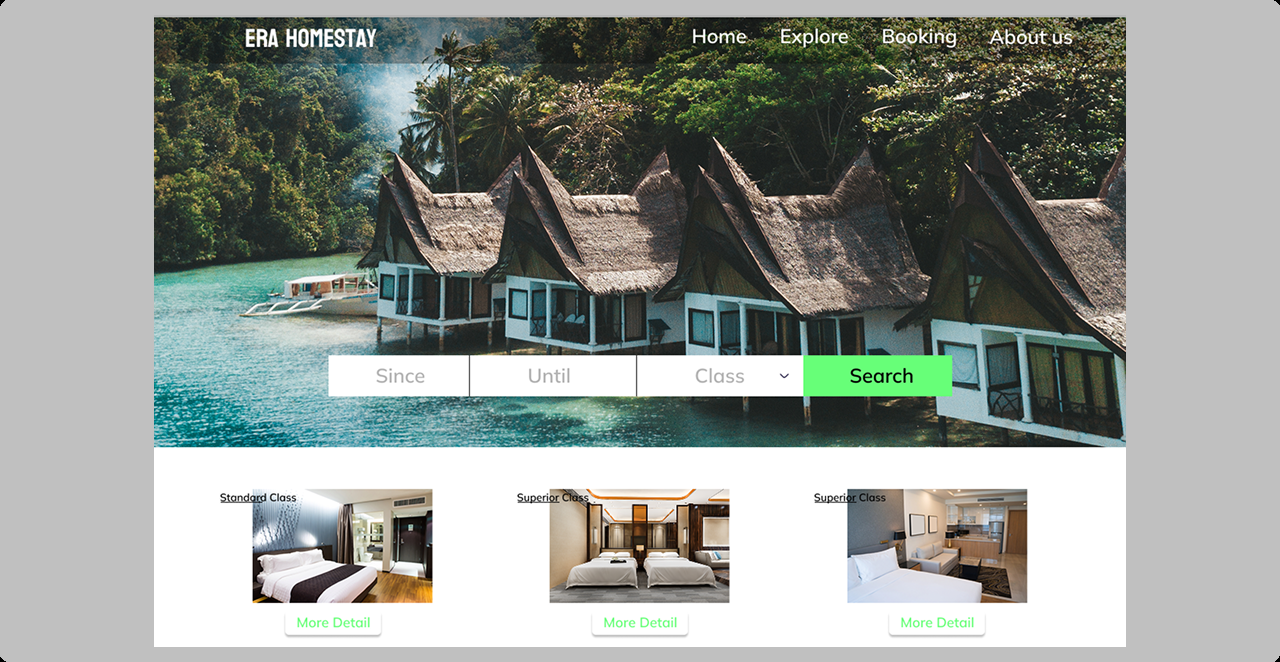 ERA HOMESTAY
Home Explore Booking About us
Since Until Class Search
Standard Class Superior Class Superior Class
More Detail More Detail More Detail